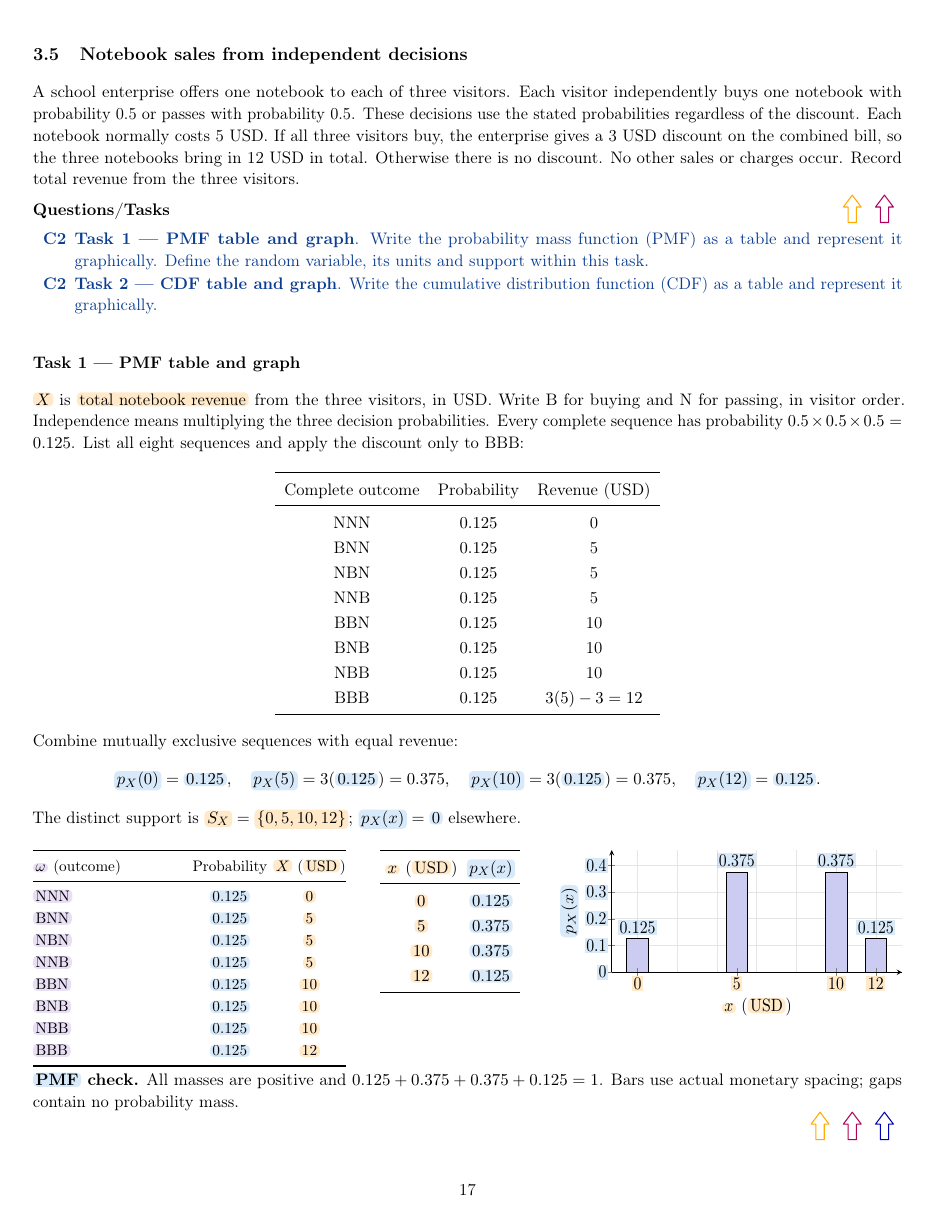 3.5 Notebook sales from independent decisions
A school enterprise offers one notebook to each of three visitors. Each visitor independently buys one notebook with
probability 0.5 or passes with probability 0.5. These decisions use the stated probabilities regardless of the discount. Each
notebook normally costs 5 USD. If all three visitors buy, the enterprise gives a 3 USD discount on the combined bill, so
the three notebooks bring in 12 USD in total. Otherwise there is no discount. No other sales or charges occur. Record
total revenue from the three visitors.
Questions/Tasks
C2 Task 1 — PMF table and graph. Write the probability mass function (PMF) as a table and represent it
graphically. Define the random variable, its units and support within this task.
C2 Task 2 — CDF table and graph. Write the cumulative distribution function (CDF) as a table and represent it
graphically.
Task 1 — PMF table and graph
X is total notebook revenue from the three visitors, in USD. Write B for buying and N for passing, in visitor order.
Independence means multiplying the three decision probabilities. Every complete sequence has probability 0.5 × 0.5 × 0.5 =
0.125. List all eight sequences and apply the discount only to BBB:
Complete outcome Probability Revenue (USD)
NNN 0.125 0
BNN 0.125 5
NBN 0.125 5
NNB 0.125 5
BBN 0.125 10
BNB 0.125 10
NBB 0.125 10
BBB 0.125 3(5) − 3 = 12
Combine mutually exclusive sequences with equal revenue:
pX(0) = 0.125, pX(5) = 3(0.125) = 0.375, pX(10) = 3(0.125) = 0.375, pX(12) = 0.125.
The distinct support is SX = {0, 5, 10, 12}; pX(x) = 0 elsewhere.
ω (outcome) Probability X (USD)
NNN 0.125 0
BNN 0.125 5
NBN 0.125 5
NNB 0.125 5
BBN 0.125 10
BNB 0.125 10
NBB 0.125 10
BBB 0.125 12
x (USD) pX(x)
0 0.125
5 0.375
10 0.375
12 0.125
pX(x)
0.4
0.3
0.2
0.1
0
0.125 0.375 0.375 0.125
0 5 10 12
x (USD)
PMF check. All masses are positive and 0.125 + 0.375 + 0.375 + 0.125 = 1. Bars use actual monetary spacing; gaps
contain no probability mass.
17